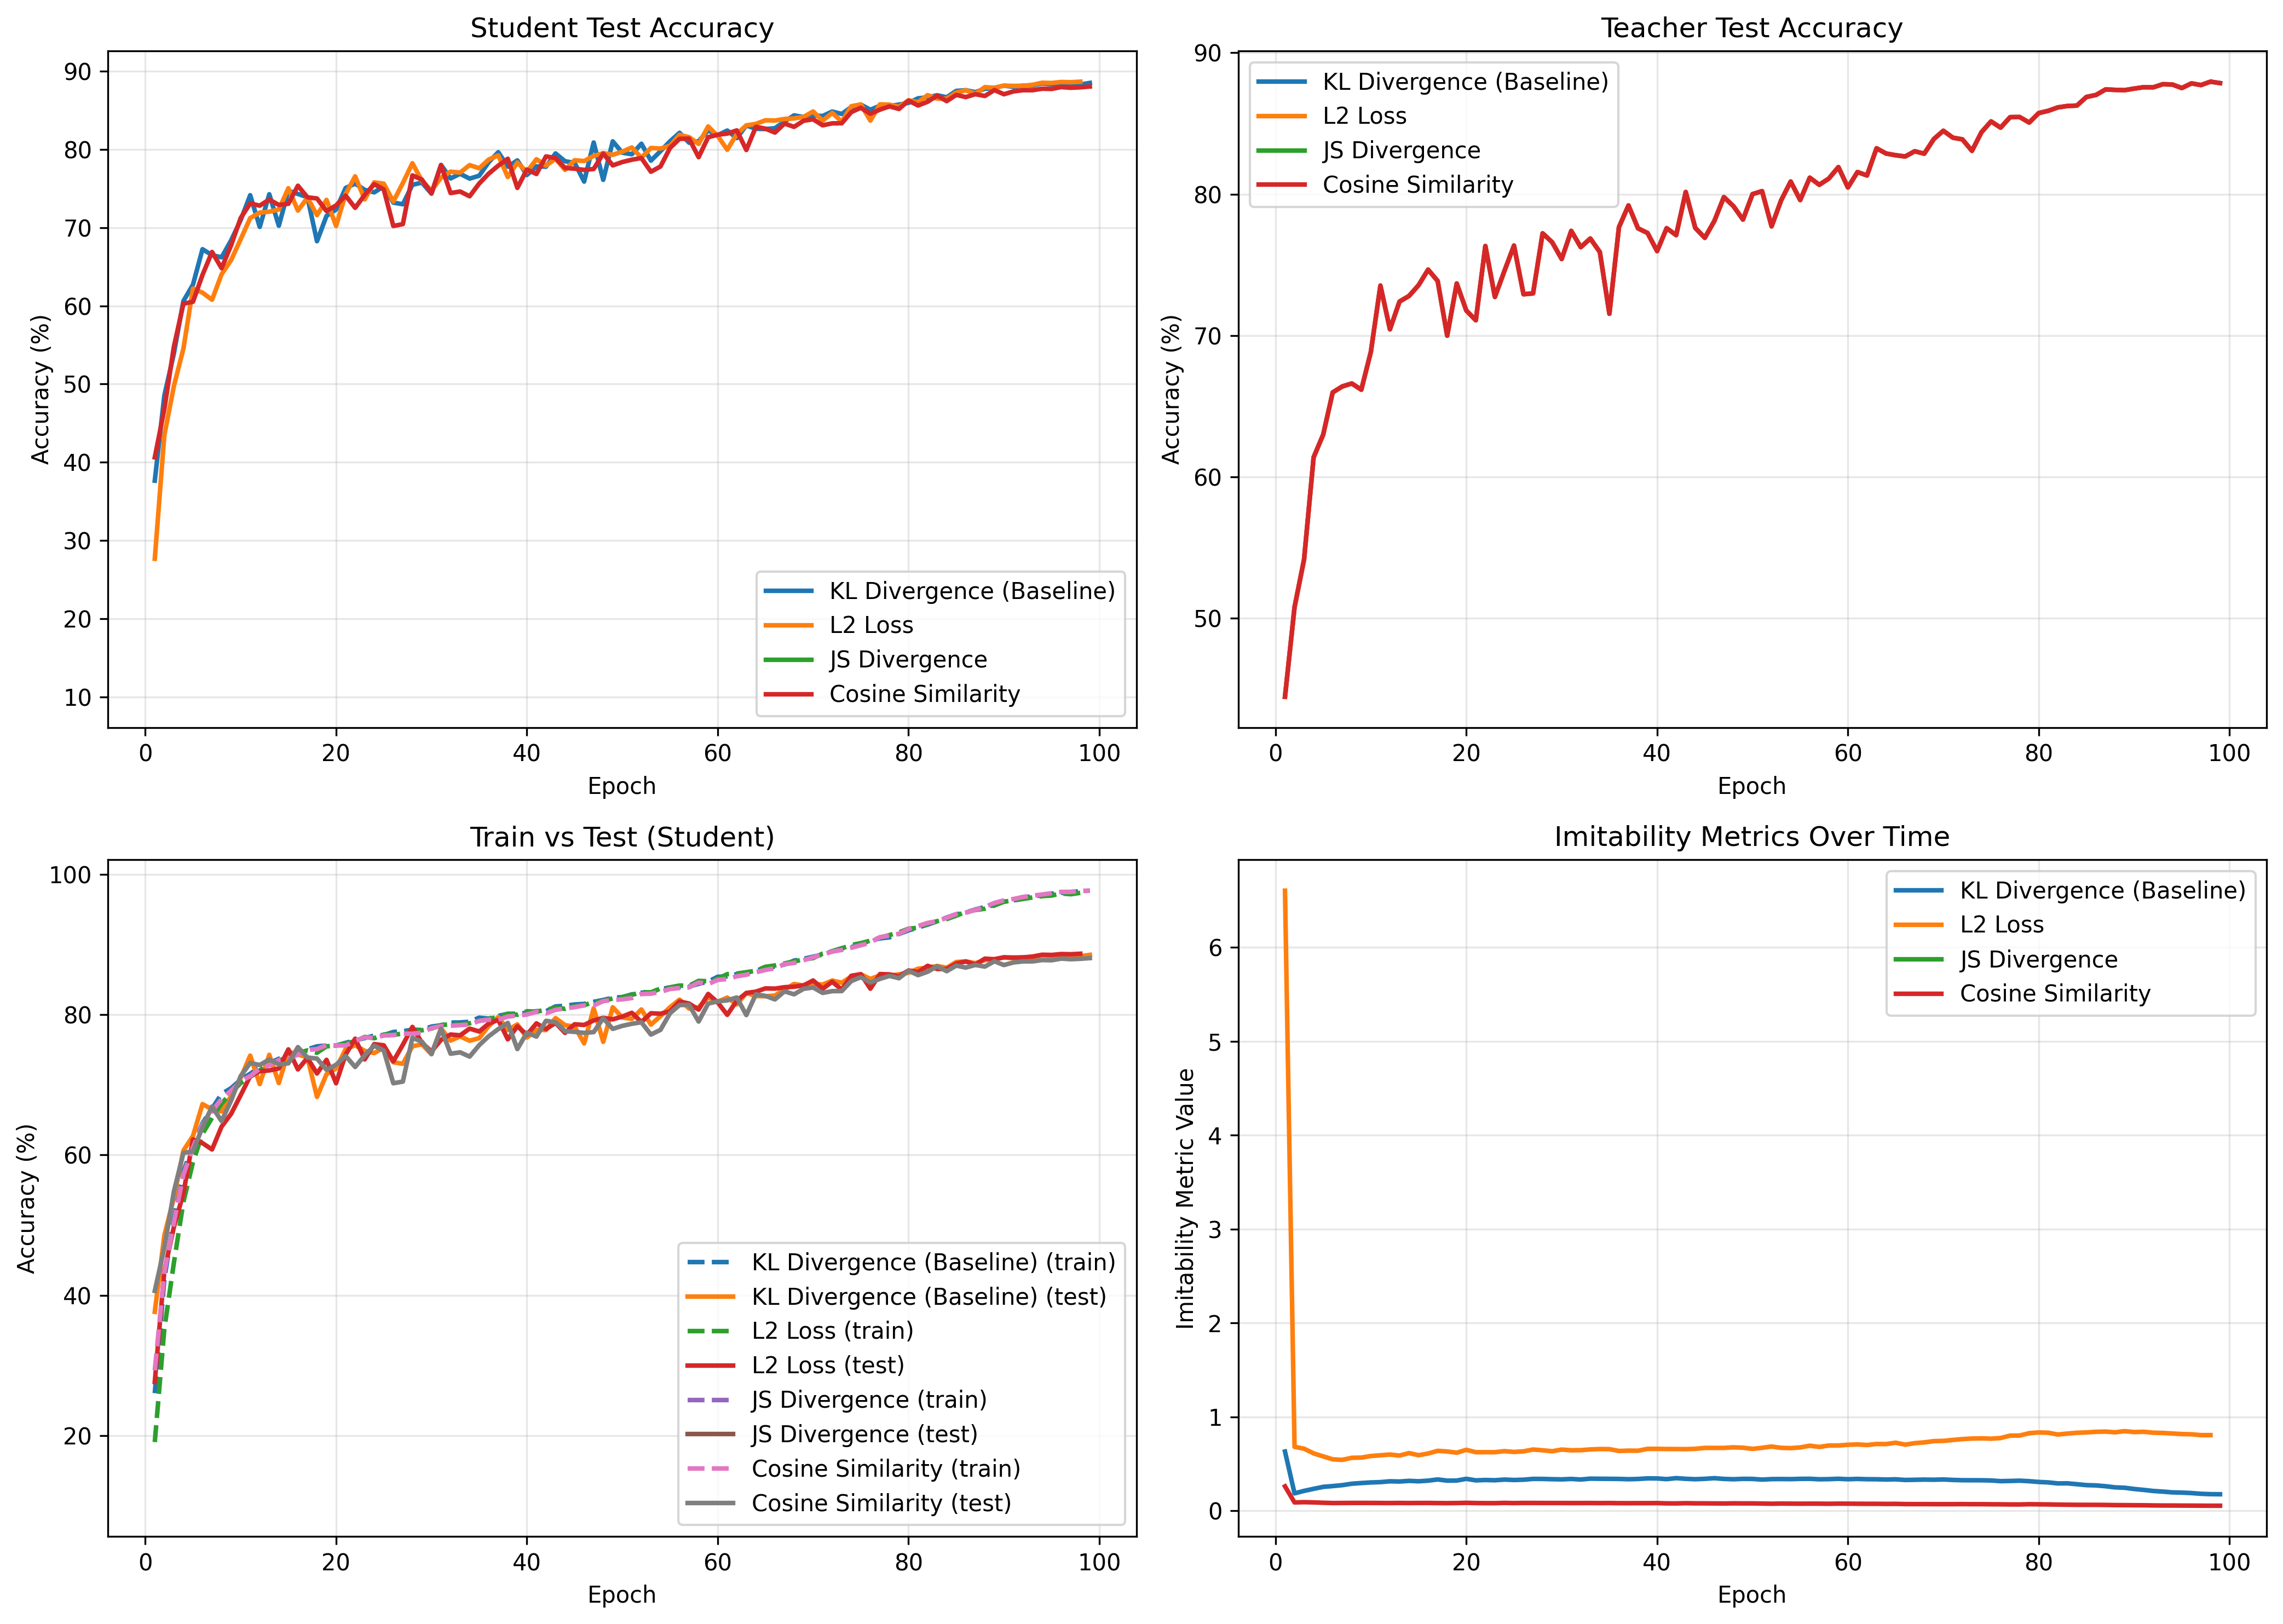 Student Test Accuracy
Accuracy (%)
90
80
70
60
50
40
30
20
10
KL Divergence (Baseline)
L2 Loss
JS Divergence
Cosine Similarity
0 20 40 60 80 100
Epoch
Teacher Test Accuracy
Accuracy (%)
90
80
70
60
50
KL Divergence (Baseline)
L2 Loss
JS Divergence
Cosine Similarity
0 20 40 60 80 100
Epoch
Train vs Test (Student)
Accuracy (%)
100
80
60
40
20
KL Divergence (Baseline) (train)
KL Divergence (Baseline) (test)
L2 Loss (train)
L2 Loss (test)
JS Divergence (train)
JS Divergence (test)
Cosine Similarity (train)
Cosine Similarity (test)
0 20 40 60 80 100
Epoch
Imitability Metrics Over Time
Imitability Metric Value
6
5
4
3
2
1
0
KL Divergence (Baseline)
L2 Loss
JS Divergence
Cosine Similarity
0 20 40 60 80 100
Epoch